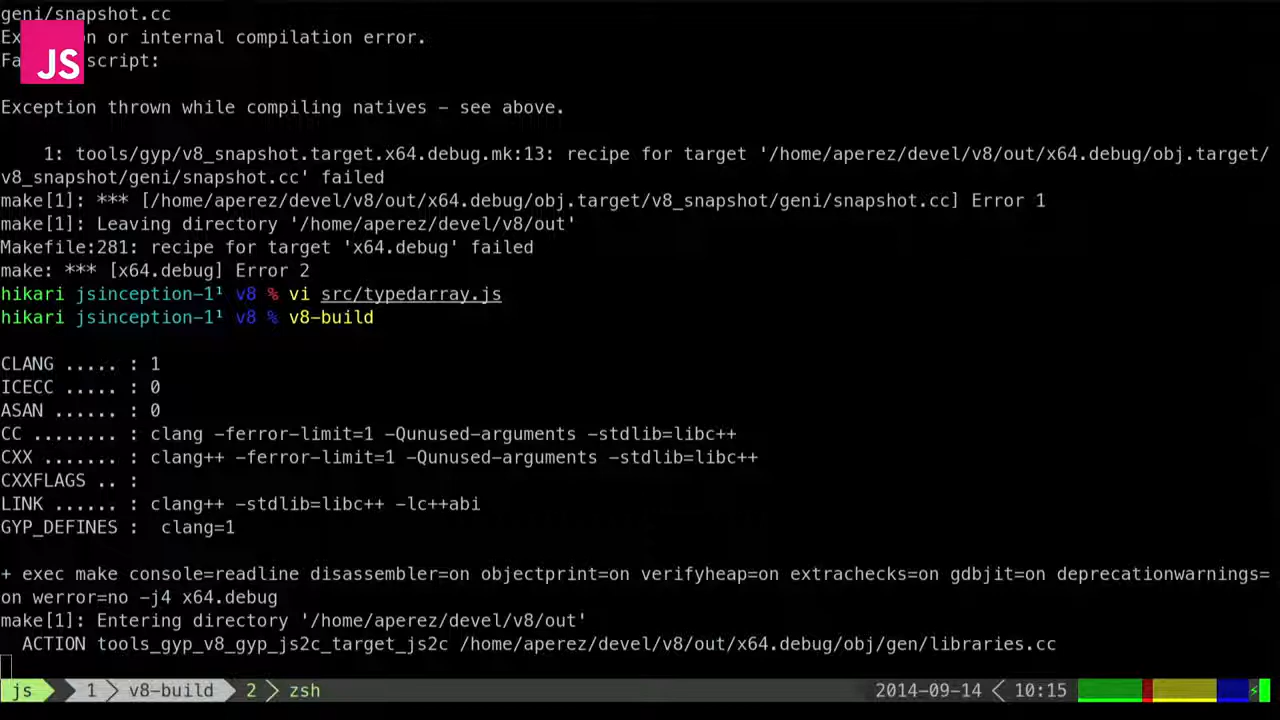 geni/snapshot.cc
Ex on or internal compilation error.
JS
Fa script:
Exception thrown while compiling natives - see above.
1: tools/gyp/v8_snapshot.target.x64.debug.mk:13: recipe for target '/home/aperez/devel/v8/out/x64.debug/obj.target/
v8_snapshot/geni/snapshot.cc' failed
make[1]: *** [/home/aperez/devel/v8/out/x64.debug/obj.target/v8_snapshot/geni/snapshot.cc] Error 1
make[1]: Leaving directory '/home/aperez/devel/v8/out'
Makefile:281: recipe for target 'x64.debug' failed
make: *** [x64.debug] Error 2
hikari jsinception-1¹ v8 % vi src/typedarray.js
hikari jsinception-1¹ v8 % v8-build
CLANG ..... : 1
ICECC ..... : 0
ASAN ...... : 0
CC ........ : clang -ferror-limit=1 -Qunused-arguments -stdlib=libc++
CXX ....... : clang++ -ferror-limit=1 -Qunused-arguments -stdlib=libc++
CXXFLAGS .. :
LINK ...... : clang++ -stdlib=libc++ -lc++abi
GYP_DEFINES :  clang=1
+ exec make console=readline disassembler=on objectprint=on verifyheap=on extrachecks=on gdbjit=on deprecationwarnings=
on werror=no -j4 x64.debug
make[1]: Entering directory '/home/aperez/devel/v8/out'
ACTION tools_gyp_v8_gyp_js2c_target_js2c /home/aperez/devel/v8/out/x64.debug/obj/gen/libraries.cc
js 1 v8-build 2 zsh 2014-09-14 10:15